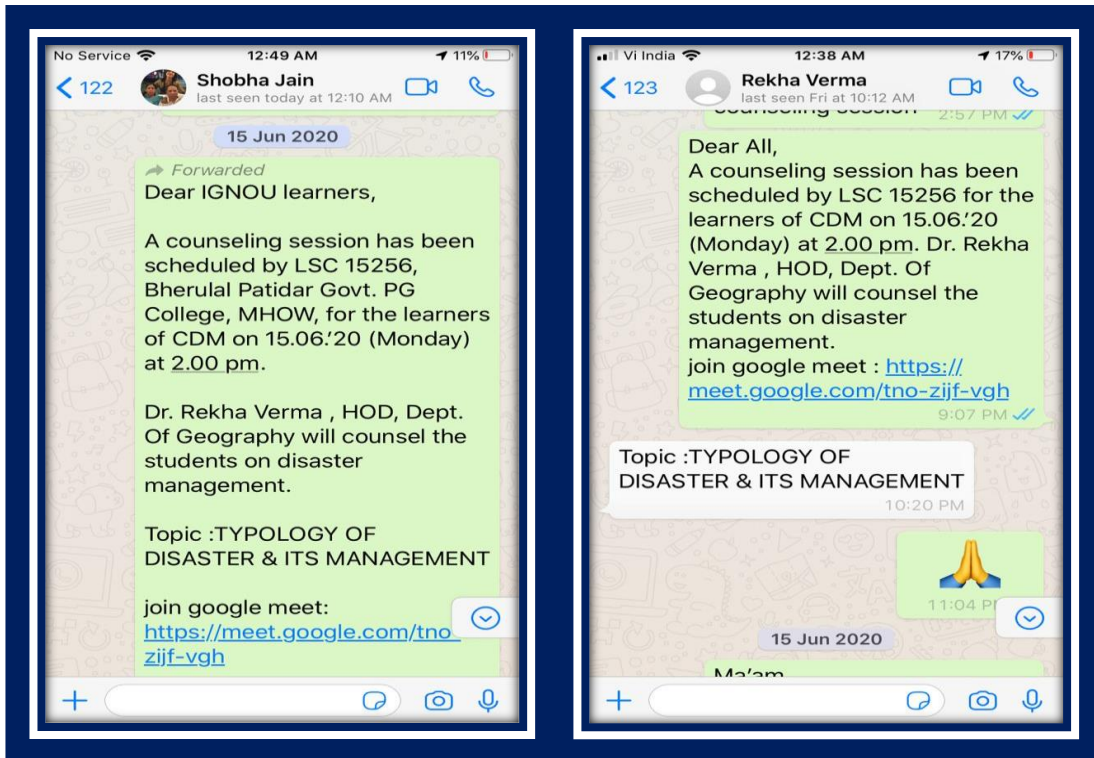 No Service 12:49 AM 11%
122 Shobha Jain
last seen today at 12:10 AM
15 Jun 2020
Forwarded
Dear IGNOU learners,
A counseling session has been
scheduled by LSC 15256,
Bherulal Patidar Govt. PG
College, MHOW, for the learners
of CDM on 15.06.'20 (Monday)
at 2.00 pm.
Dr. Rekha Verma , HOD, Dept.
Of Geography will counsel the
students on disaster
management.
Topic :TYPOLOGY OF
DISASTER & ITS MANAGEMENT
join google meet:
https://meet.google.com/tno-
zijf-vgh
Vi India 12:38 AM 17%
123 Rekha Verma
last seen Fri at 10:12 AM
counseling session 2:57 PM
Dear All,
A counseling session has been
scheduled by LSC 15256 for the
learners of CDM on 15.06.'20
(Monday) at 2.00 pm. Dr. Rekha
Verma , HOD, Dept. Of
Geography will counsel the
students on disaster
management.
join google meet : https://
meet.google.com/tno-zijf-vgh
9:07 PM
Topic :TYPOLOGY OF
DISASTER & ITS MANAGEMENT
10:20 PM
11:04 P
15 Jun 2020
Ma'am